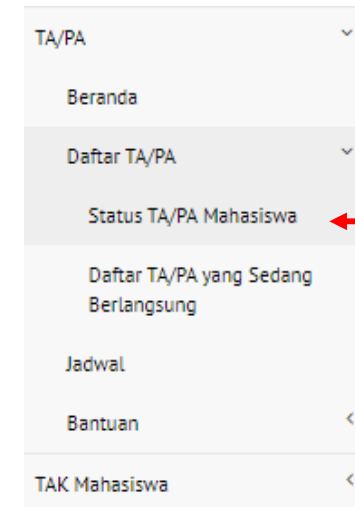 TA/PA
Beranda
Daftar TA/PA
Status TA/PA Mahasiswa
Daftar TA/PA yang Sedang
Berlangsung
Jadwal
Bantuan
TAK Mahasiswa